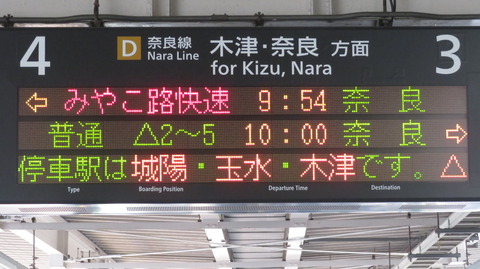 4 D 奈良線 木津・奈良 方面 3
Nara Line for Kizu, Nara
← みやこ路快速 9:54 奈良
普通 △2～5 10:00 奈良 →
停車駅は城陽・玉水・木津です。△
Type Boarding Position Departure Time Destination